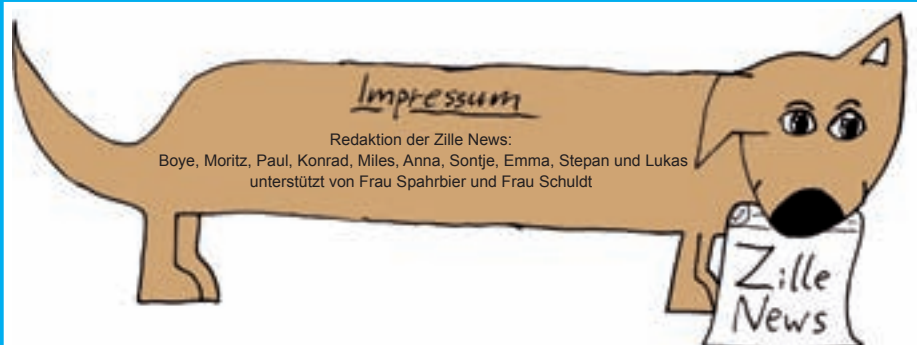 Impressum
Redaktion der Zille News:
Boye, Moritz, Paul, Konrad, Miles, Anna, Sontje, Emma, Stepan und Lukas
unterstützt von Frau Spahrbier und Frau Schuldt
Zille
News